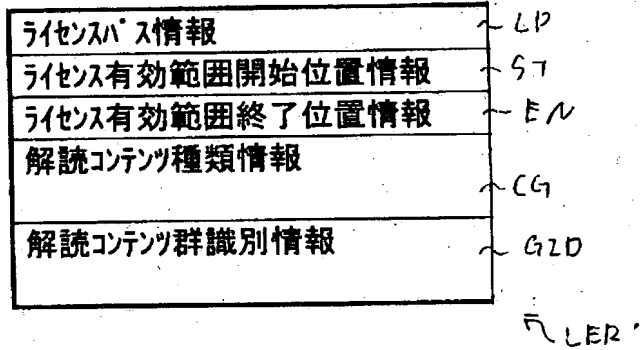 ライセンスパス情報 LP
ライセンス有効範囲開始位置情報 ST
ライセンス有効範囲終了位置情報 EN
解読コンテンツ種類情報 CG
解読コンテンツ群識別情報 GID
LER